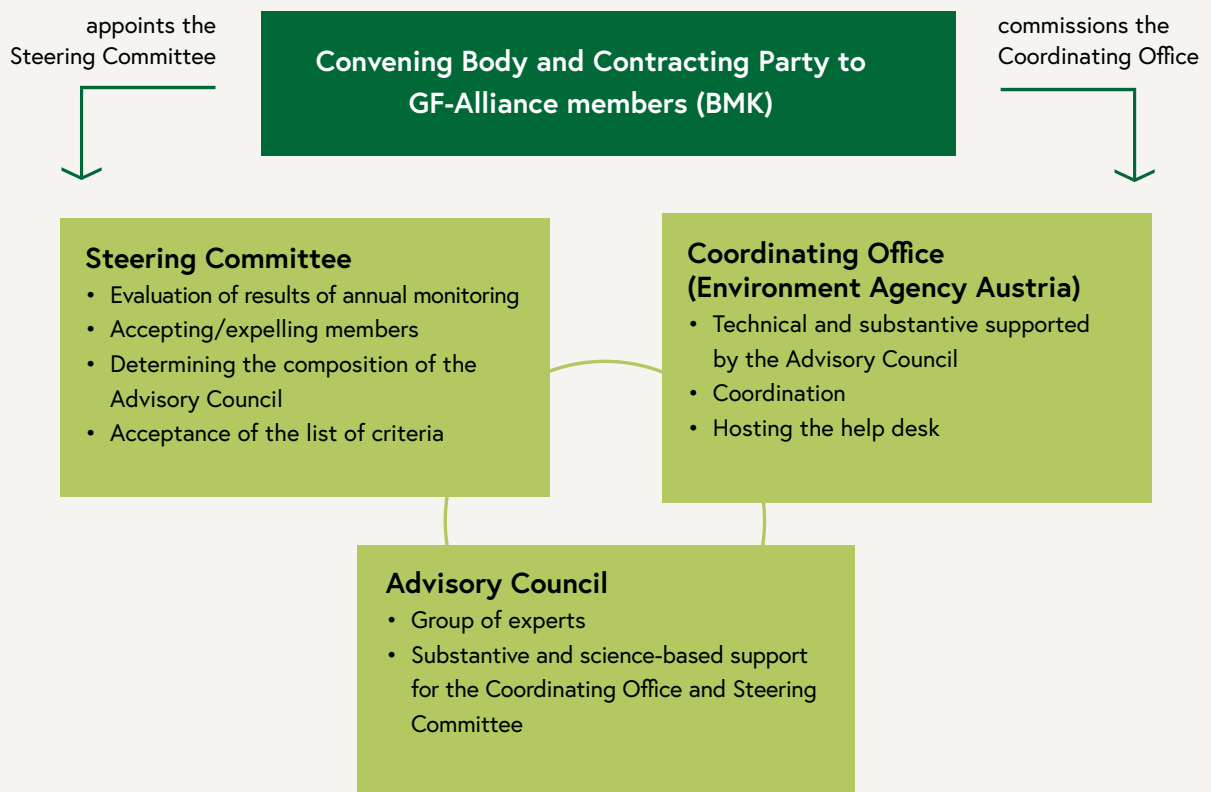 appoints the
Steering Committee
Convening Body and Contracting Party to
GF-Alliance members (BMK)
commissions the
Coordinating Office
Steering Committee
• Evaluation of results of annual monitoring
• Accepting/expelling members
• Determining the composition of the
Advisory Council
• Acceptance of the list of criteria
Coordinating Office
(Environment Agency Austria)
• Technical and substantive supported
by the Advisory Council
• Coordination
• Hosting the help desk
Advisory Council
• Group of experts
• Substantive and science-based support
for the Coordinating Office and Steering
Committee